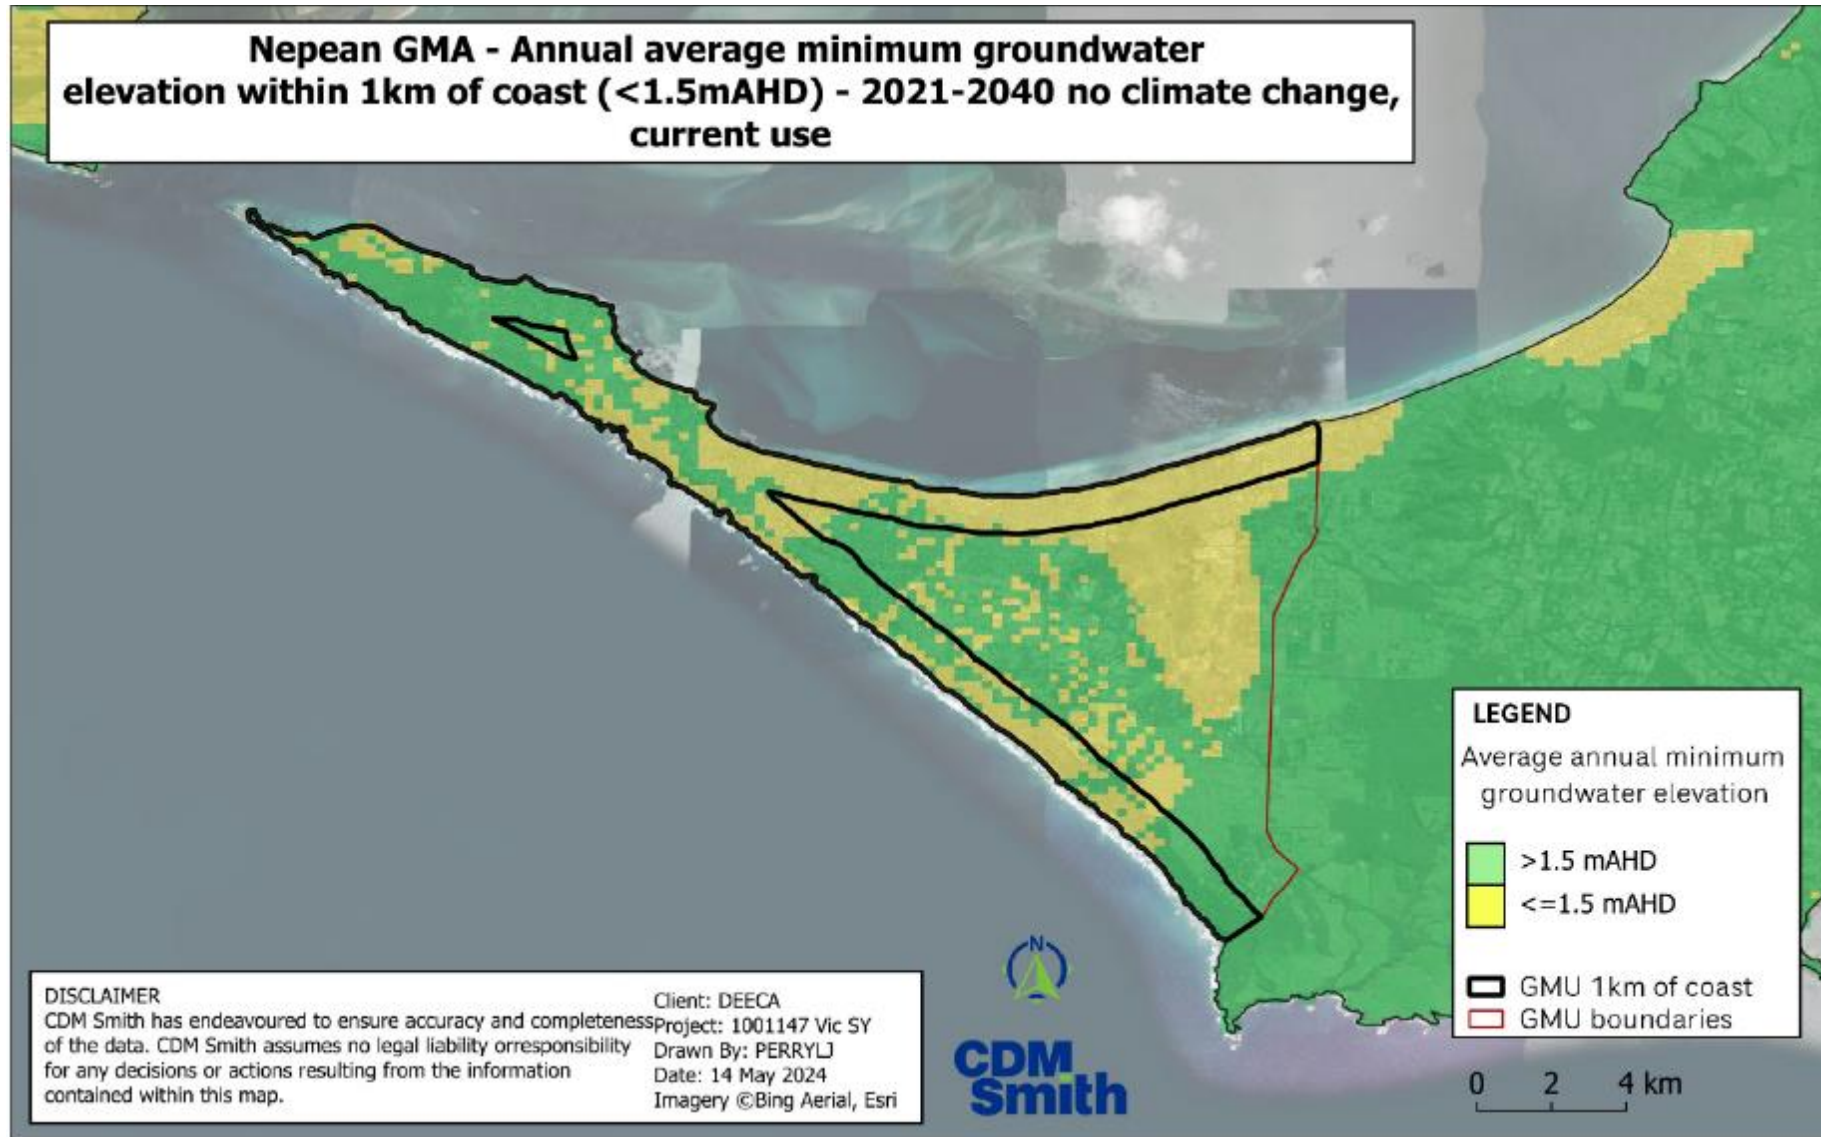 Nepean GMA - Annual average minimum groundwater
elevation within 1km of coast (<1.5mAHD) - 2021-2040 no climate change,
current use
LEGEND
Average annual minimum
groundwater elevation
>1.5 mAHD
<=1.5 mAHD
GMU 1km of coast
GMU boundaries
0 2 4 km
N
CDM
Smith
DISCLAIMER
CDM Smith has endeavoured to ensure accuracy and completeness
of the data. CDM Smith assumes no legal liability orresponsibility
for any decisions or actions resulting from the information
contained within this map.
Client: DEECA
Project: 1001147 Vic SY
Drawn By: PERRYLJ
Date: 14 May 2024
Imagery ©Bing Aerial, Esri